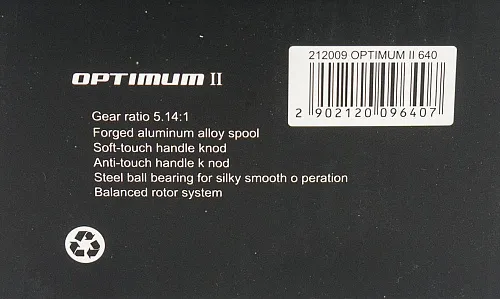 212009 OPTIMUM II 640
2 902120 096407
OPTIMUM II
Gear ratio 5.14:1
Forged aluminum alloy spool
Soft-touch handle knod
Anti-touch handle k nod
Steel ball bearing for silky smooth o peration
Balanced rotor system